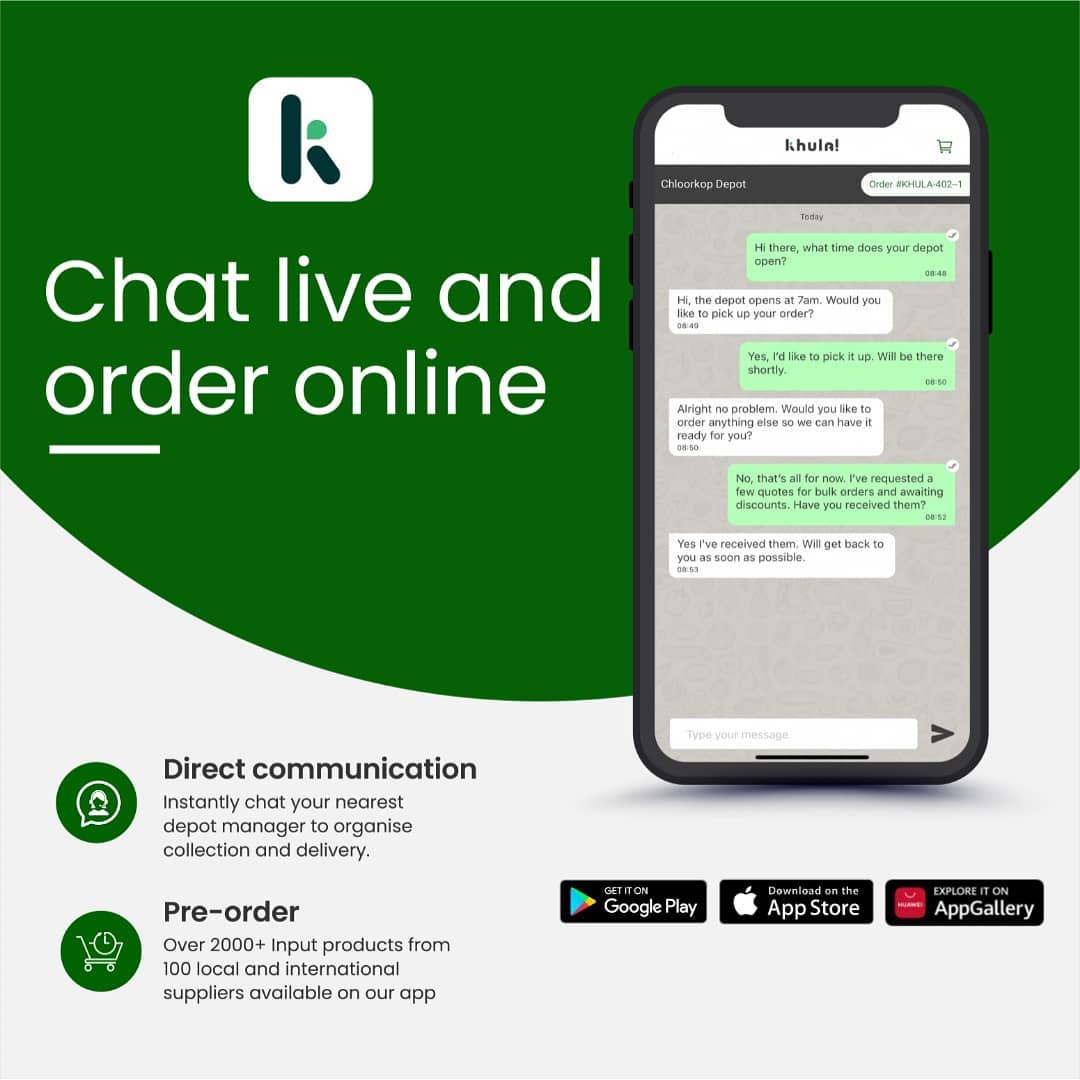 Chat live and
order online
khula!
Chloorkop Depot
Order #KHULA-402--1
Today
Hi there, what time does your depot
open?
08:48
Hi, the depot opens at 7am. Would you
like to pick up your order?
08:49
Yes, I'd like to pick it up. Will be there
shortly.
08:50
Alright no problem. Would you like to
order anything else so we can have it
ready for you?
08:50
No, that's all for now. I've requested a
few quotes for bulk orders and awaiting
discounts. Have you received them?
08:52
Yes I've received them. Will get back to
you as soon as possible.
08:53
Type your message
Direct communication
Instantly chat your nearest
depot manager to organise
collection and delivery.
Pre-order
Over 2000+ Input products from
100 local and international
suppliers available on our app
GET IT ON
Google Play
Download on the
App Store
HUAWEI
EXPLORE IT ON
AppGallery